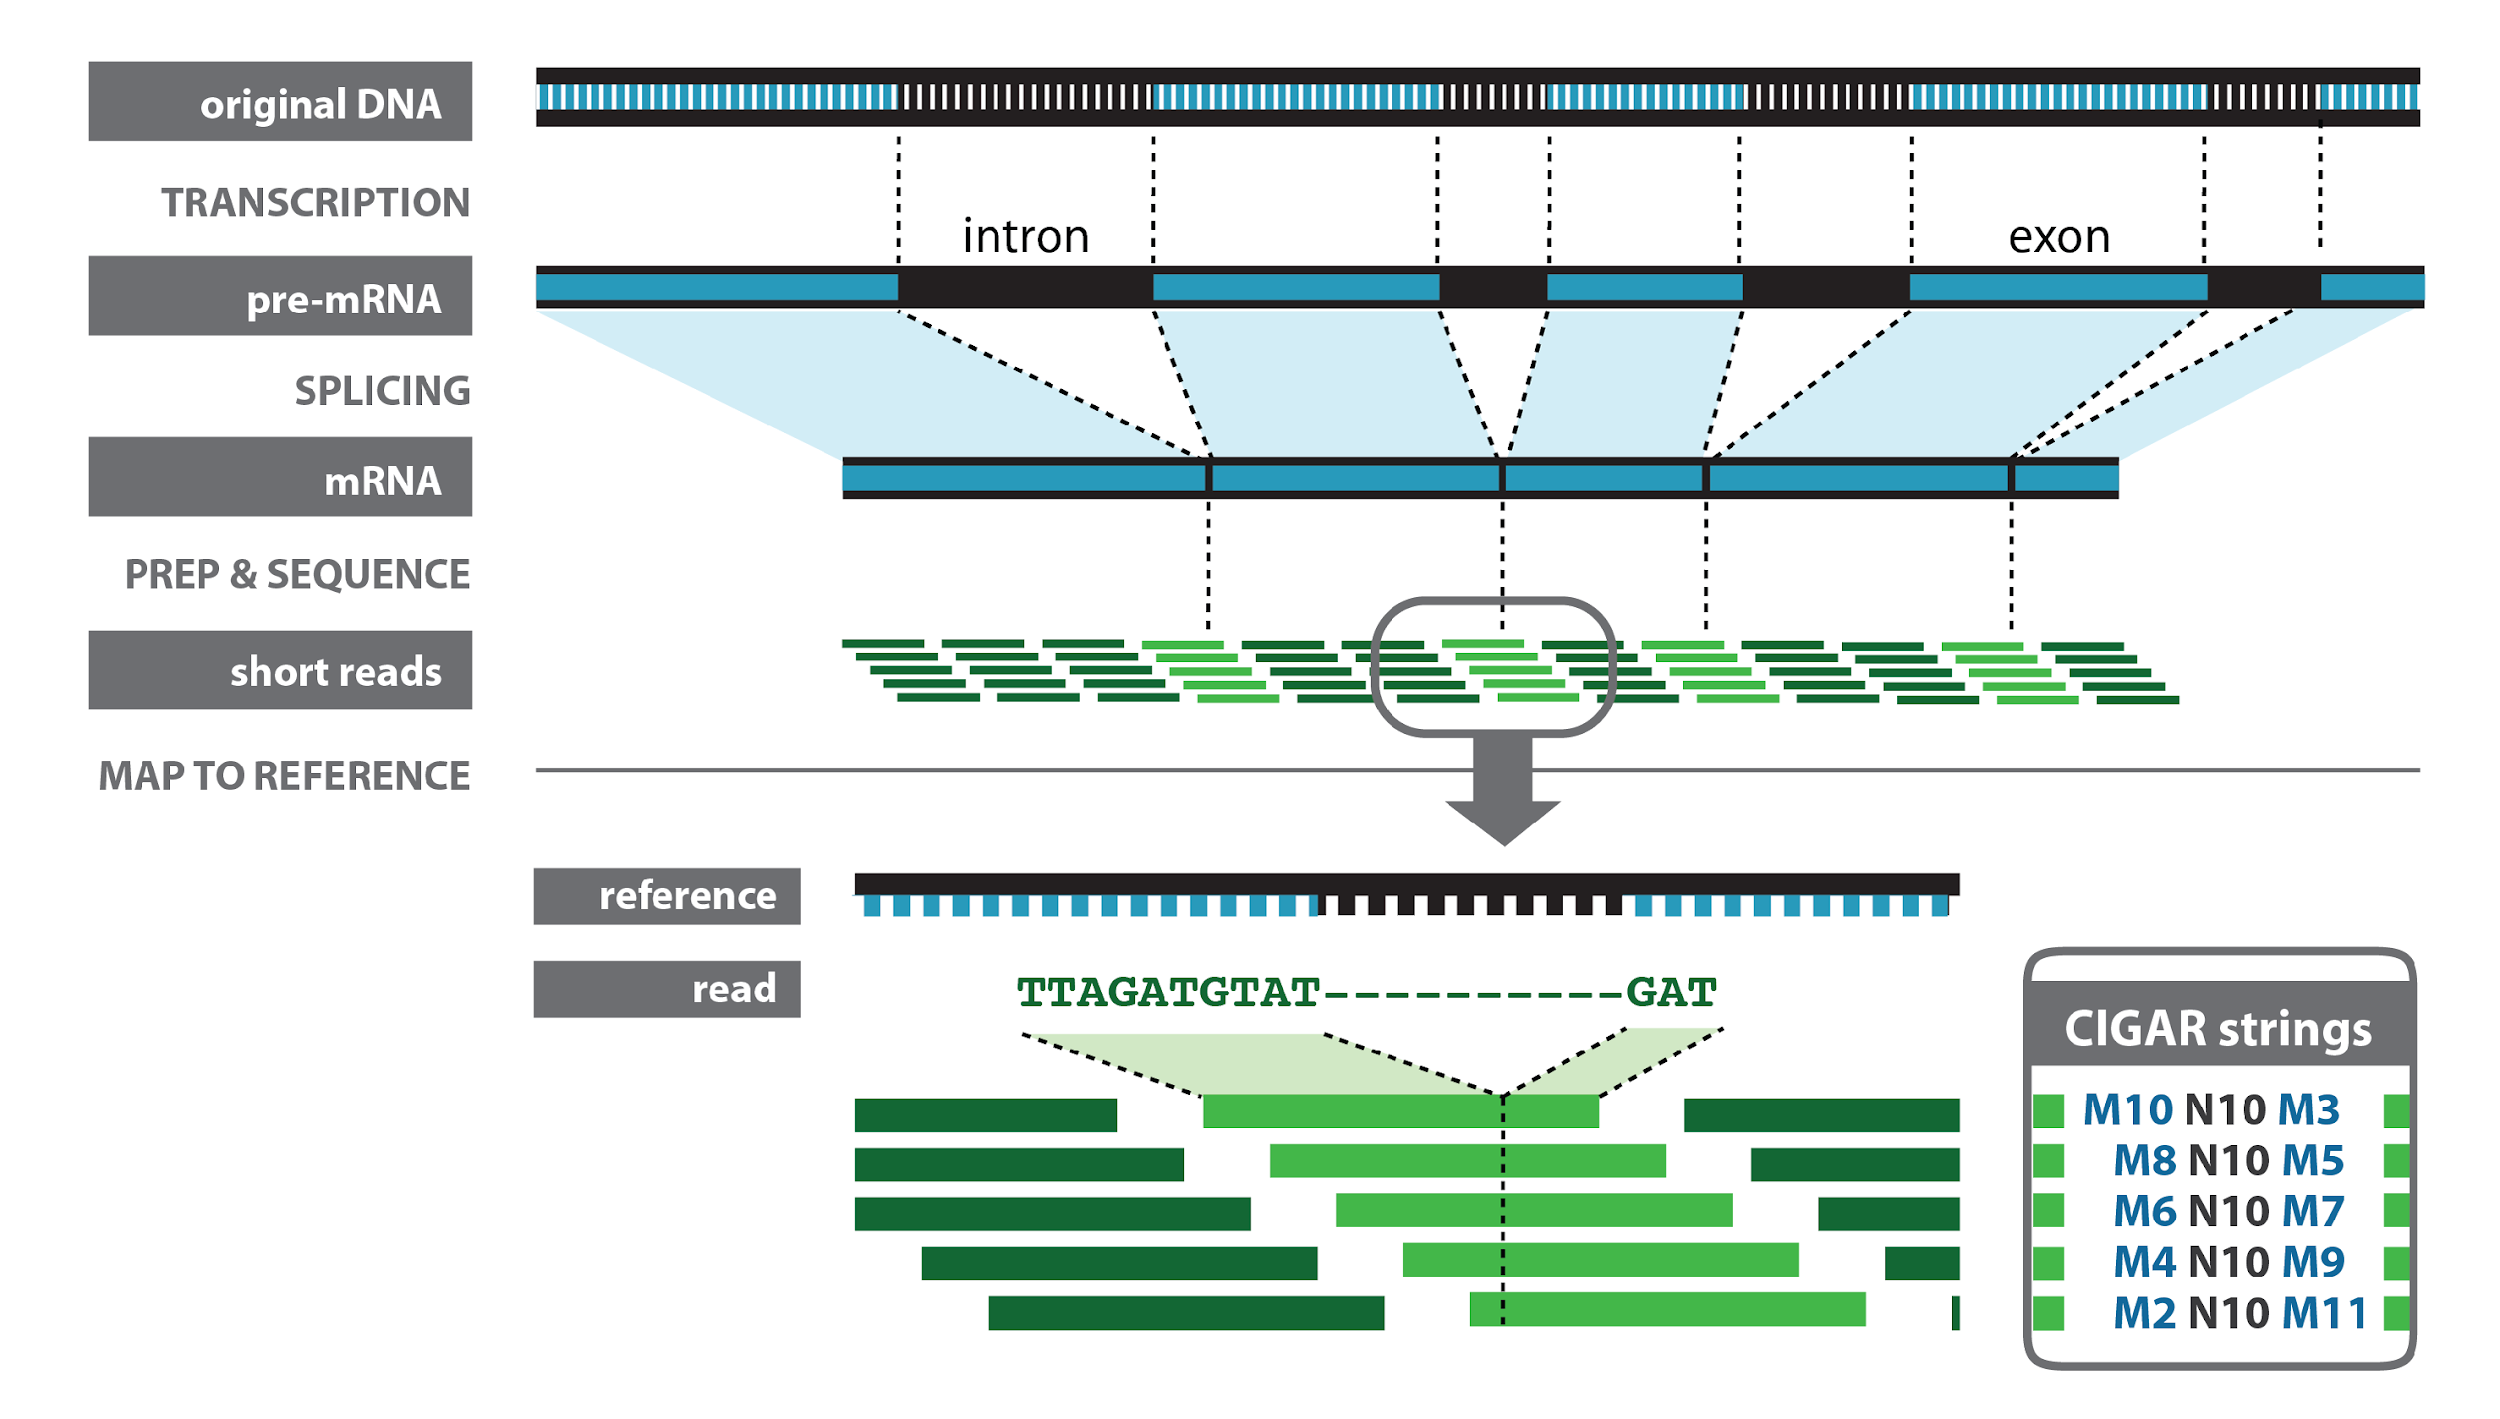 original DNA
TRANSCRIPTION
intron
exon
pre-mRNA
SPLICING
mRNA
PREP & SEQUENCE
short reads
MAP TO REFERENCE
reference
read
TTAGATGTAT----------GAT
CIGAR strings
M10 N10 M3
M8 N10 M5
M6 N10 M7
M4 N10 M9
M2 N10 M11